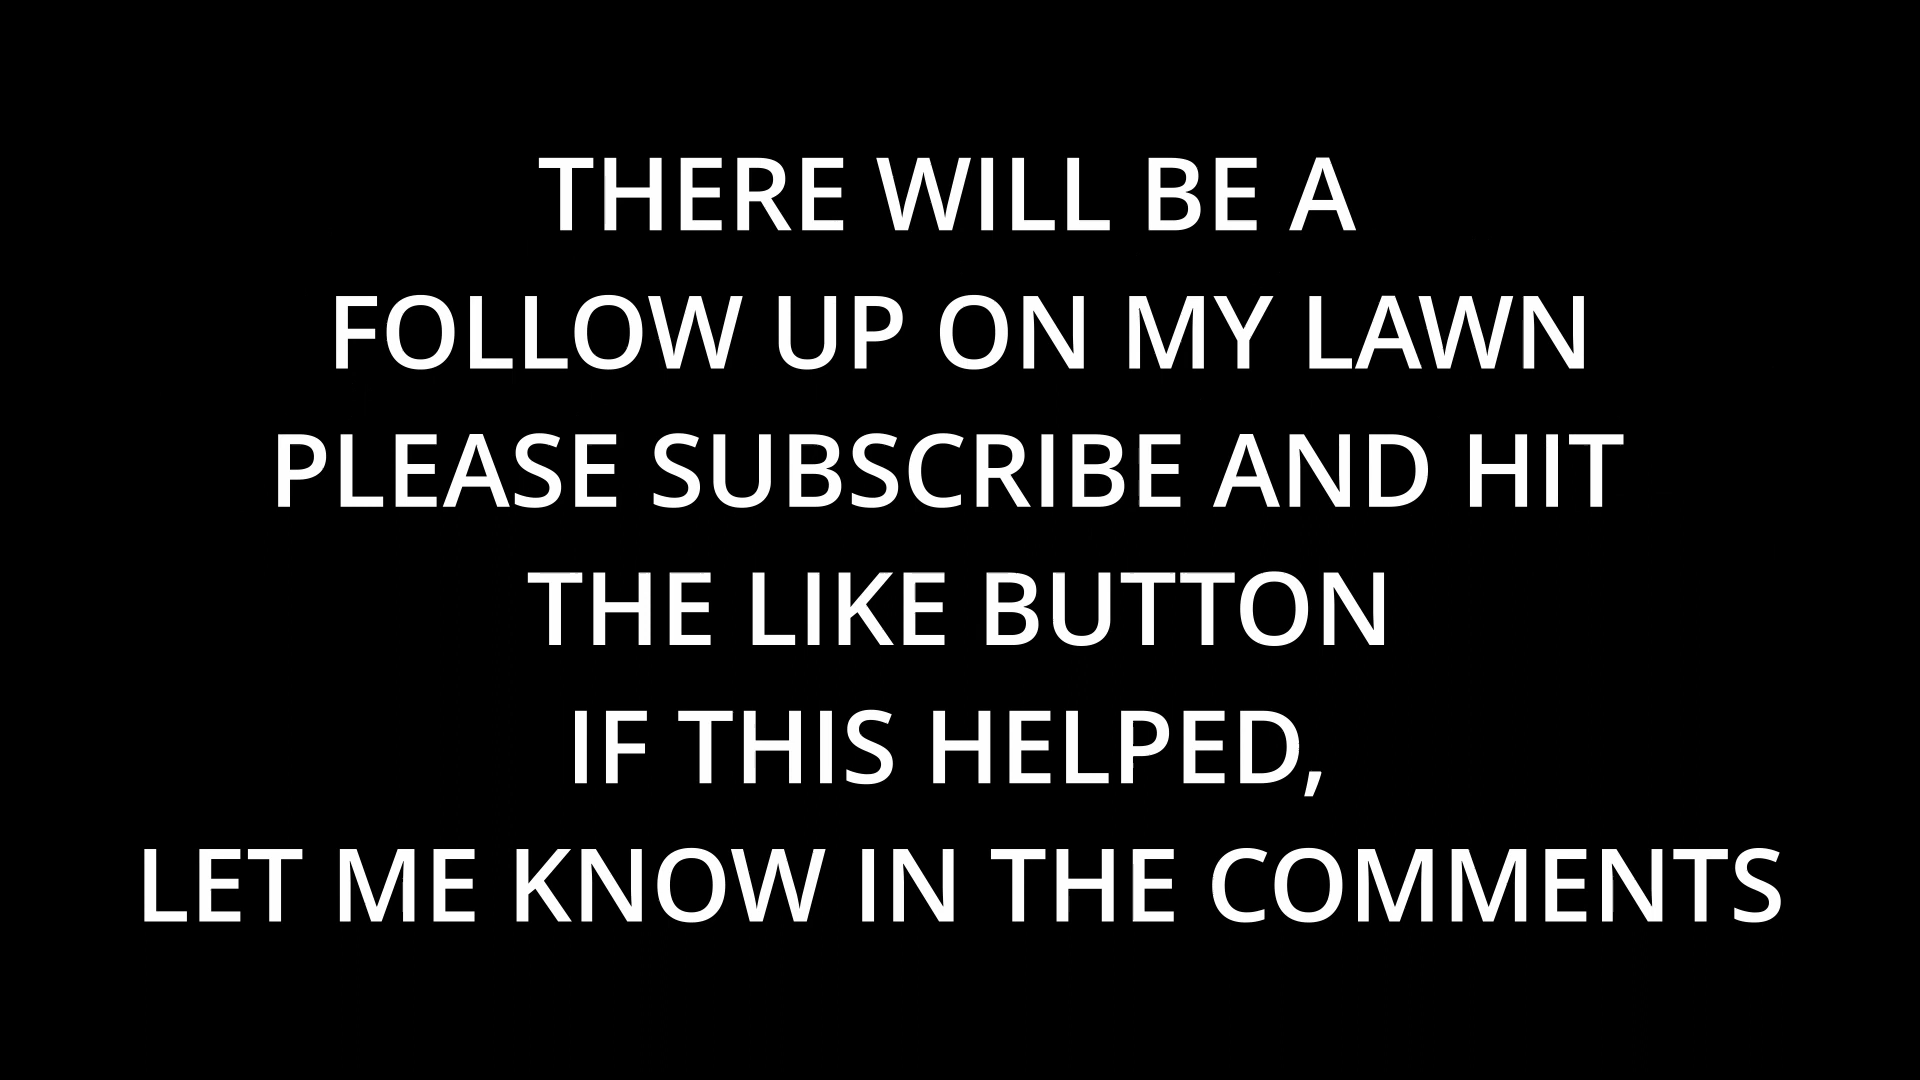 THERE WILL BE A
FOLLOW UP ON MY LAWN
PLEASE SUBSCRIBE AND HIT
THE LIKE BUTTON
IF THIS HELPED,
LET ME KNOW IN THE COMMENTS